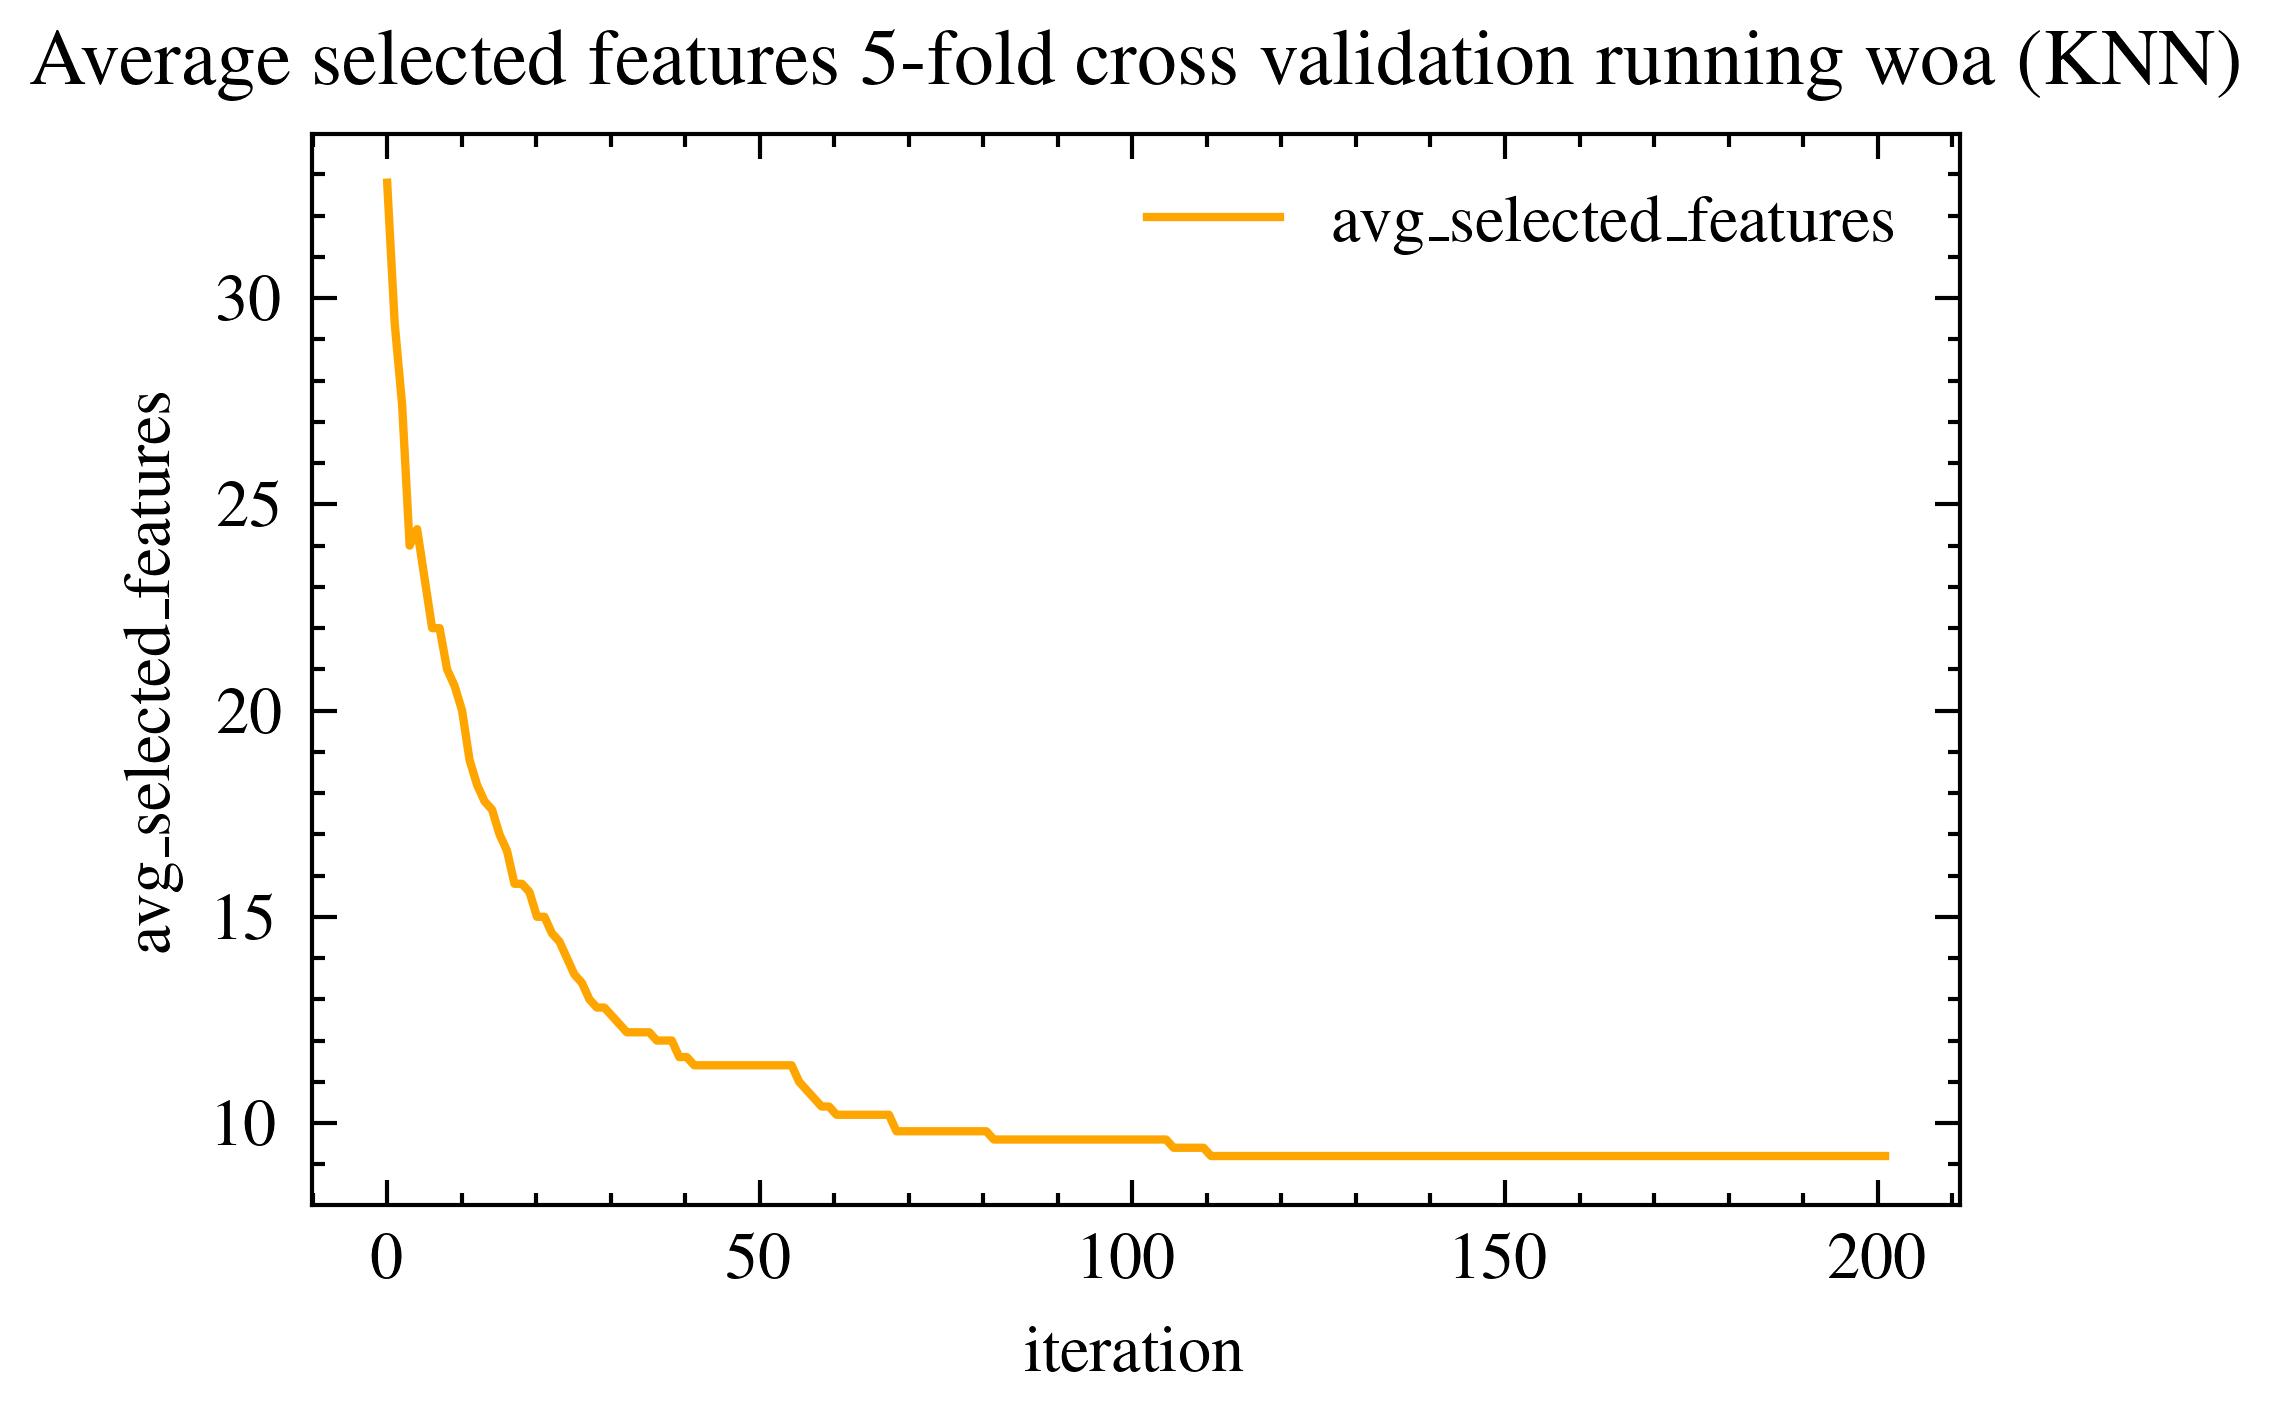 Average selected features 5-fold cross validation running woa (KNN)
avg_selected_features
30
25
20
15
10
avg_selected_features
0 50 100 150 200
iteration